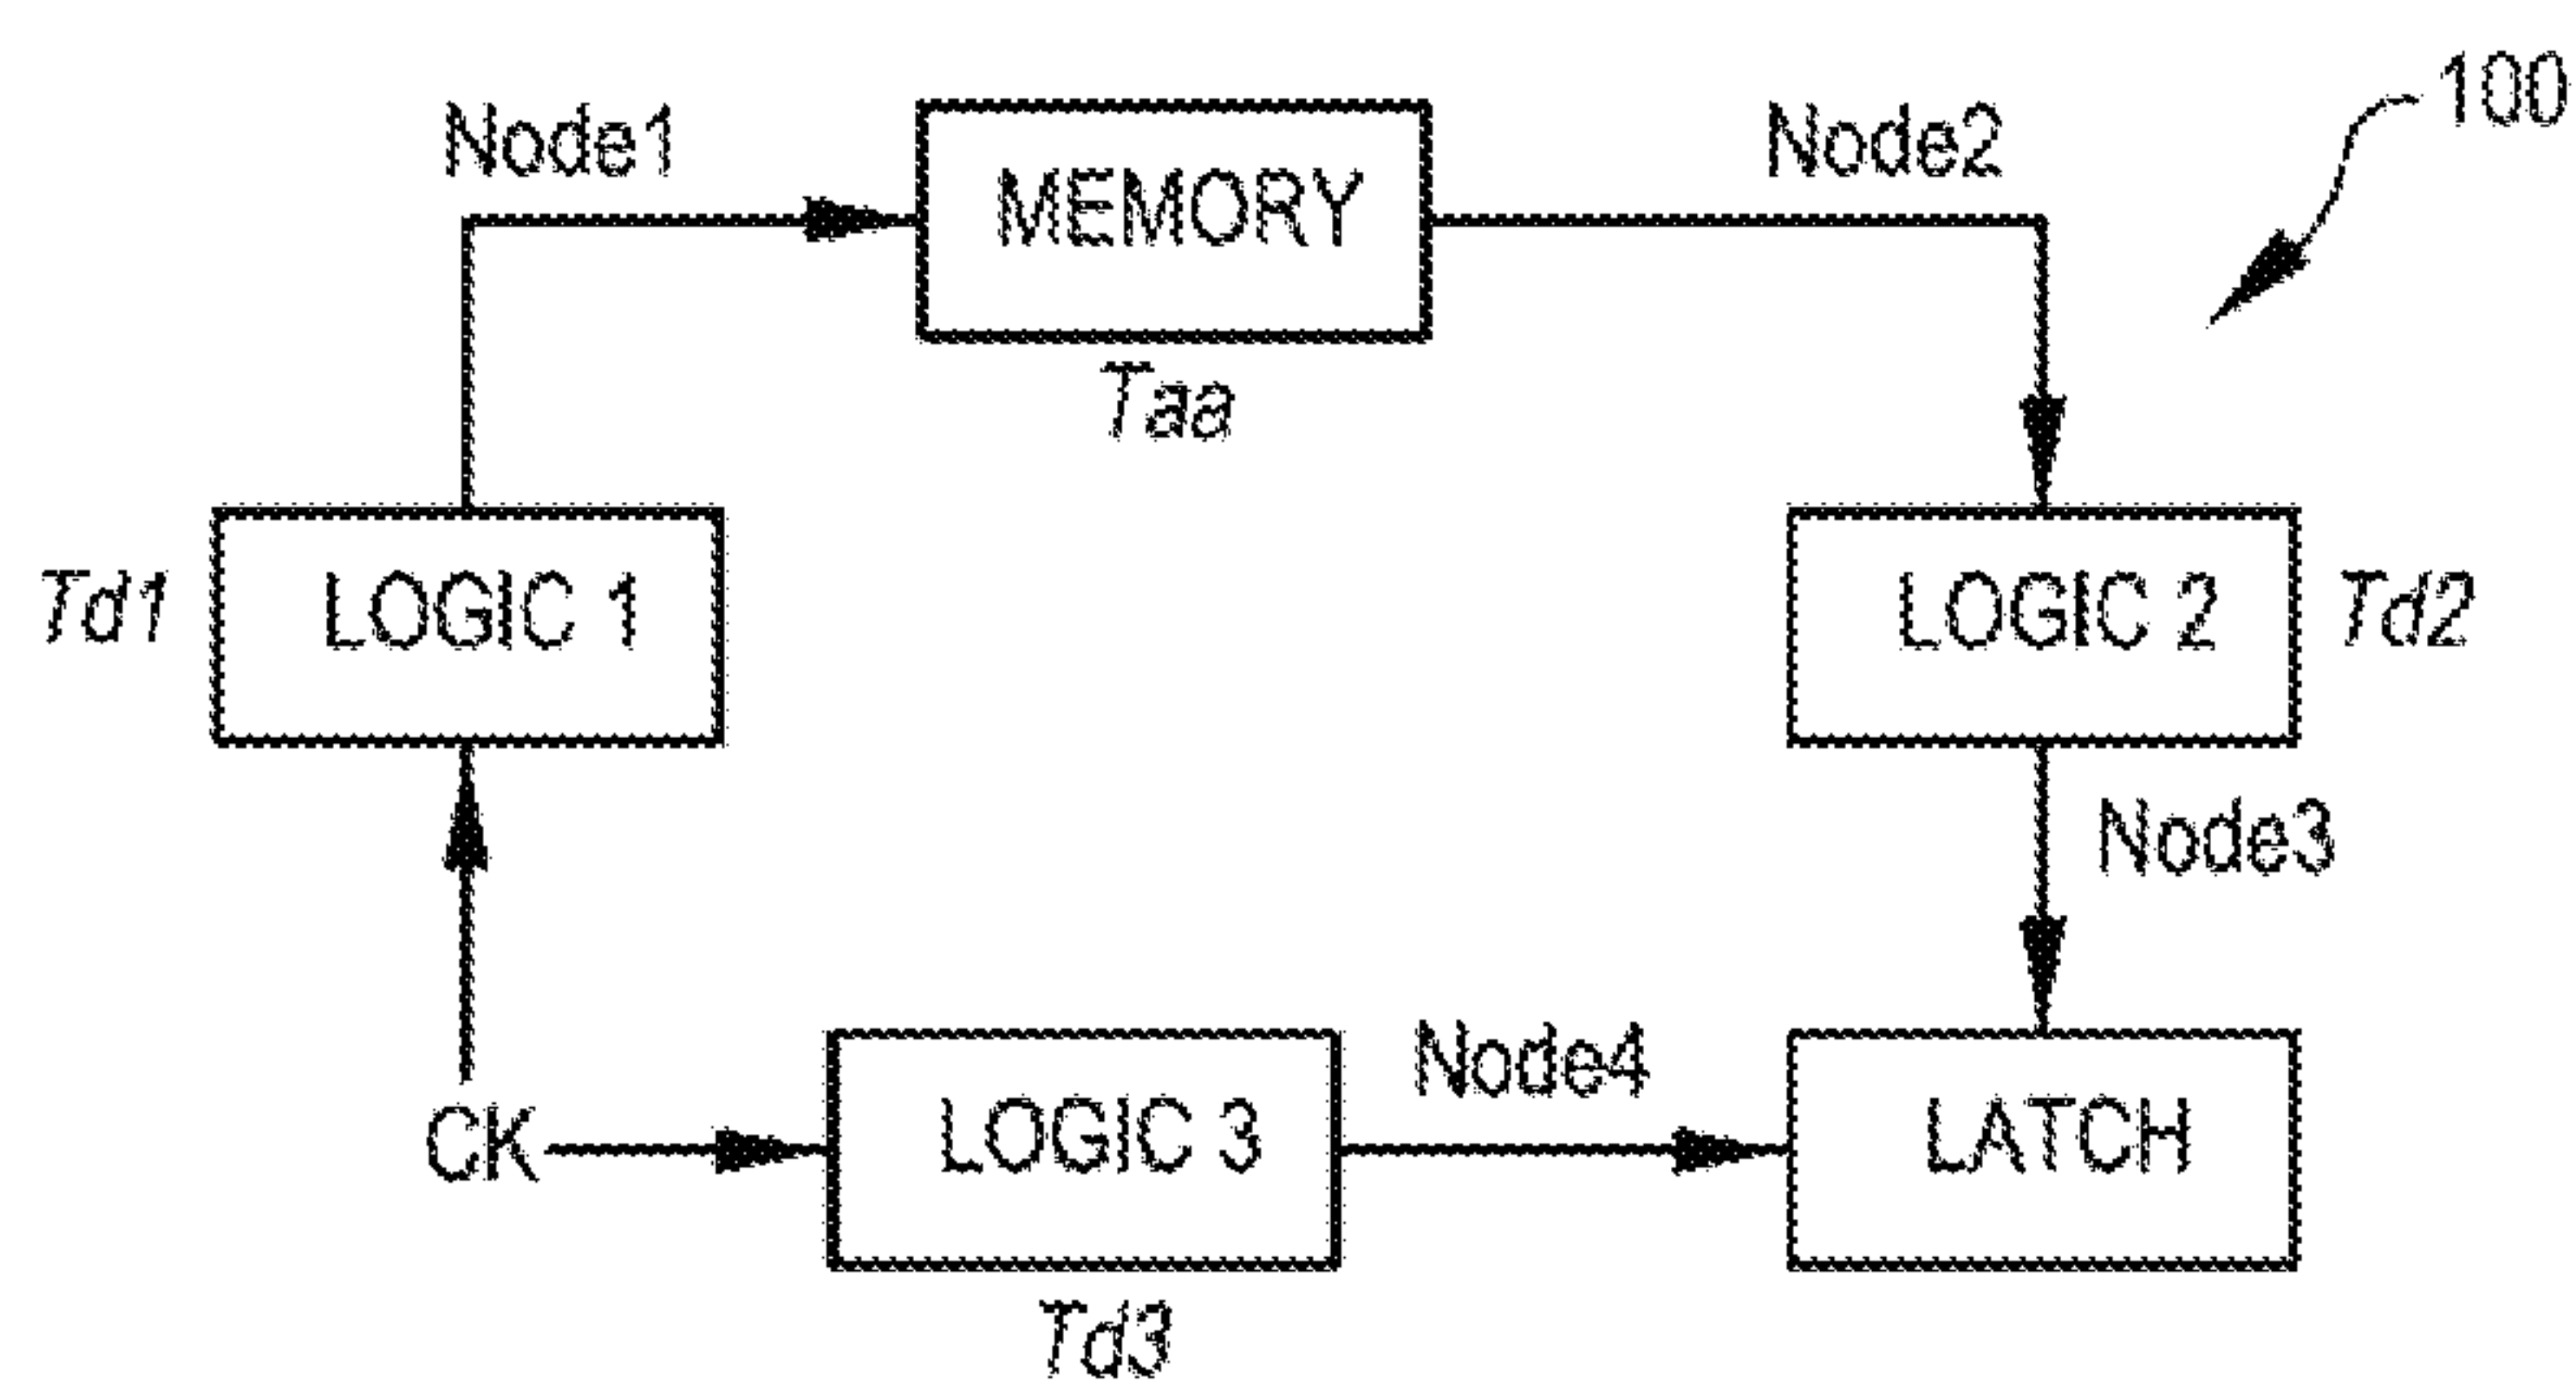 100
Node1
MEMORY
Node2
Taa
Td1
LOGIC 1
LOGIC 2
Td2
Node3
CK
LOGIC 3
Node4
LATCH
Td3